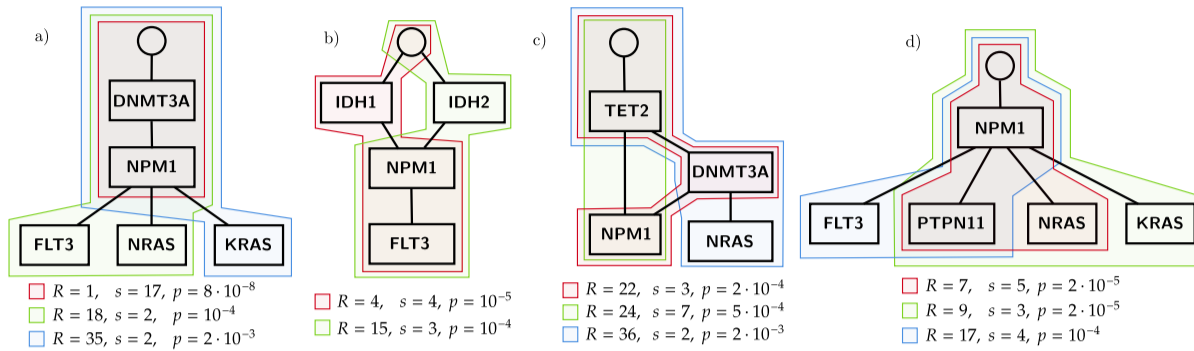 a)
DNMT3A
NPM1
FLT3 NRAS KRAS
R = 1, s = 17, p = 8 · 10⁻⁸
R = 18, s = 2, p = 10⁻⁴
R = 35, s = 2, p = 2 · 10⁻³
b)
IDH1 IDH2
NPM1
FLT3
R = 4, s = 4, p = 10⁻⁵
R = 15, s = 3, p = 10⁻⁴
c)
TET2
DNMT3A
NPM1 NRAS
R = 22, s = 3, p = 2 · 10⁻⁴
R = 24, s = 7, p = 5 · 10⁻⁴
R = 36, s = 2, p = 2 · 10⁻³
d)
NPM1
FLT3 PTPN11 NRAS KRAS
R = 7, s = 5, p = 2 · 10⁻⁵
R = 9, s = 3, p = 2 · 10⁻⁵
R = 17, s = 4, p = 10⁻⁴